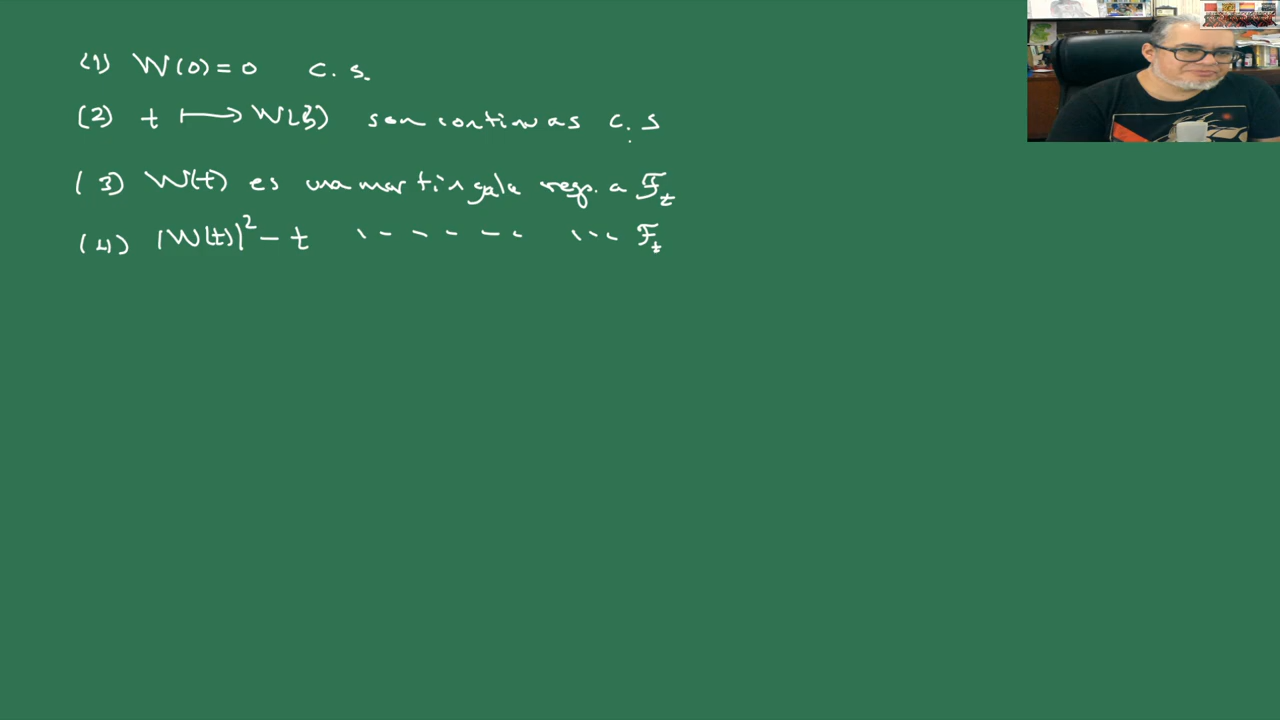 (1) W(0)=0 c.s.
(2) t ⟼ W(t) son continuas c.s
(3) W(t) es una martingala resp. a ℱ_t
(4) |W(t)|² - t ” - - - - - ” - - ℱ_t